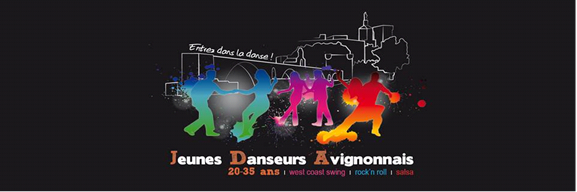 Entrez dans la danse !
Jeunes Danseurs Avignonnais
20-35 ans ı west coast swing ı rock'n roll ı salsa